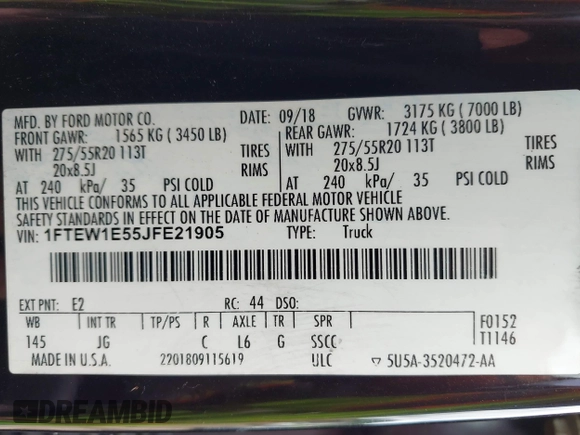 MFD. BY FORD MOTOR CO. DATE: 09/18 GVWR: 3175 KG ( 7000 LB)
FRONT GAWR: 1565 KG ( 3450 LB) REAR GAWR: 1724 KG ( 3800 LB)
WITH 275/55R20 113T TIRES WITH 275/55R20 113T TIRES
20x8.5J RIMS 20x8.5J RIMS
AT 240 kPa/ 35 PSI COLD AT 240 kPa/ 35 PSI COLD
THIS VEHICLE CONFORMS TO ALL APPLICABLE FEDERAL MOTOR VEHICLE
SAFETY STANDARDS IN EFFECT ON THE DATE OF MANUFACTURE SHOWN ABOVE.
VIN: 1FTEW1E55JFE21905 TYPE: Truck
EXT PNT: E2 RC: 44 DSO:
WB INT TR TP/PS R AXLE TR SPR F0152
145 JG C L6 G SSCC T1146
MADE IN U.S.A. 2201809115619 ULC ▽ 5U5A-3520472-AA
DREAMBID